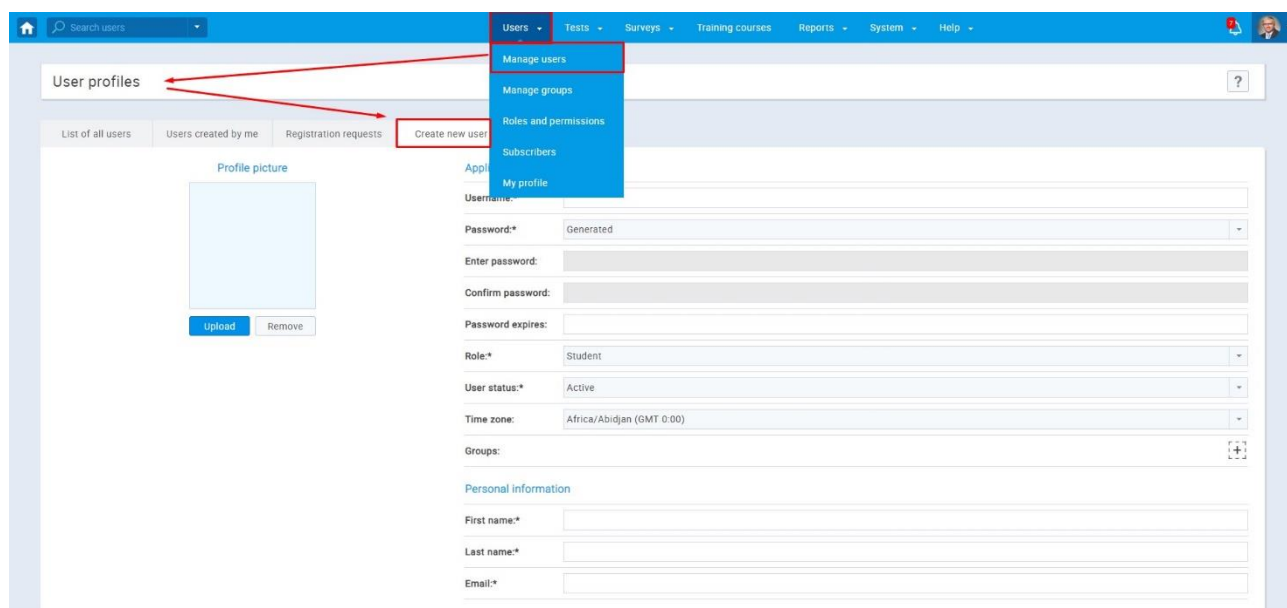 Search users
Users Tests Surveys Training courses Reports System Help
7
Manage users
Manage groups
Roles and permissions
Subscribers
My profile
User profiles
?
List of all users Users created by me Registration requests Create new user
Profile picture
Upload Remove
Username:*
Password:* Generated
Enter password:
Confirm password:
Password expires:
Role:* Student
User status:* Active
Time zone: Africa/Abidjan (GMT 0:00)
Groups:
Personal information
First name:*
Last name:*
Email:*